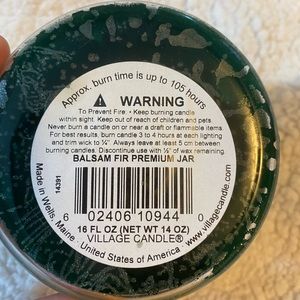 Approx. burn time is up to 105 hours
WARNING
To Prevent Fire: • Keep burning candle
within sight. Keep out of reach of children and pets
Never burn a candle on or near a draft or flammable items.
For best results, burn candle 3 to 4 hours at each lighting
and trim wick to ¼". Always leave at least 5 cm between
burning candles. Discontinue use with ½" of wax remaining.
BALSAM FIR PREMIUM JAR
14391
6 02406 10944 0
16 FL OZ (NET WT 14 OZ)
VILLAGE CANDLE®
Made in Wells, Maine · United States of America · www.villagecandle.com